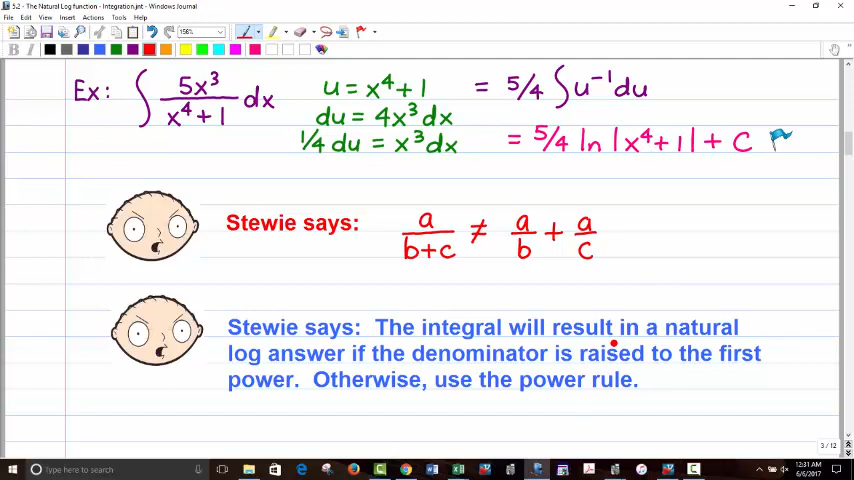 5.2 - The Natural Log function - Integration.jnt - Windows Journal
File Edit View Insert Actions Tools Help
156%
B I
Ex: ∫ 5x³/(x⁴+1) dx   u = x⁴+1   = 5/4 ∫u⁻¹du
du = 4x³dx
1/4 du = x³dx   = 5/4 ln |x⁴+1| + C
Stewie says: a/(b+c) ≠ a/b + a/c
Stewie says: The integral will result in a natural
log answer if the denominator is raised to the first
power. Otherwise, use the power rule.
3 / 12
Type here to search
12:31 AM
6/6/2017